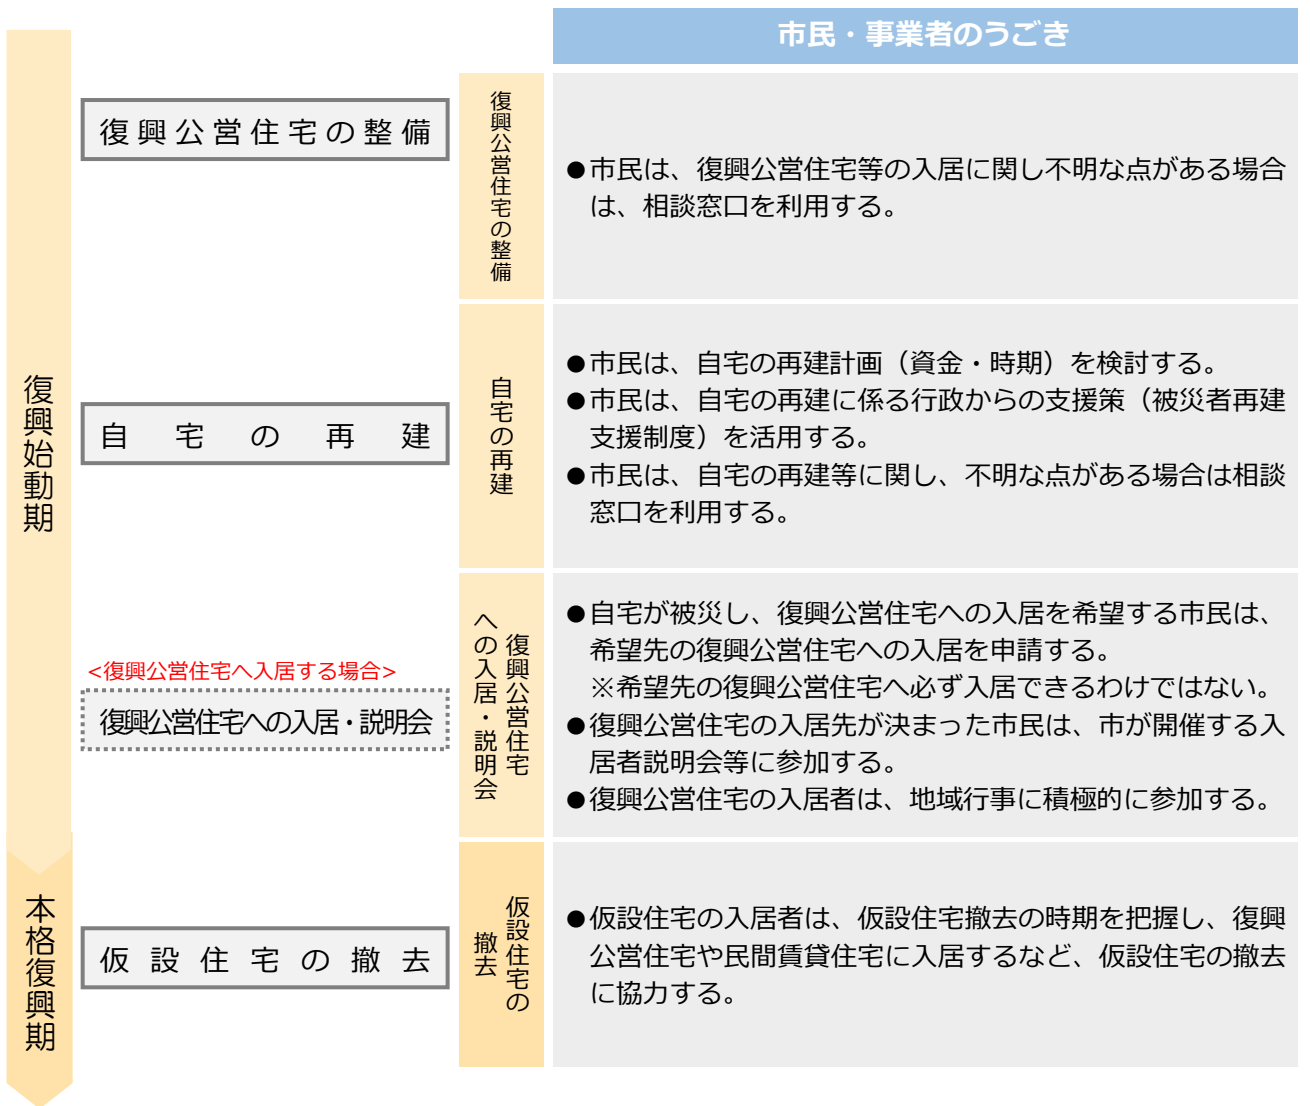 市民・事業者のうごき
復興始動期
復興公営住宅の整備
復興公営住宅の整備
●市民は、復興公営住宅等の入居に関し不明な点がある場合
は、相談窓口を利用する。
自宅の再建
自宅の再建
●市民は、自宅の再建計画（資金・時期）を検討する。
●市民は、自宅の再建に係る行政からの支援策（被災者再建
支援制度）を活用する。
●市民は、自宅の再建等に関し、不明な点がある場合は相談
窓口を利用する。
<復興公営住宅へ入居する場合>
復興公営住宅への入居・説明会
復興公営住宅
への入居・説明会
●自宅が被災し、復興公営住宅への入居を希望する市民は、
希望先の復興公営住宅への入居を申請する。
※希望先の復興公営住宅へ必ず入居できるわけではない。
●復興公営住宅の入居先が決まった市民は、市が開催する入
居者説明会等に参加する。
●復興公営住宅の入居者は、地域行事に積極的に参加する。
本格復興期
仮設住宅の撤去
仮設住宅の
撤去
●仮設住宅の入居者は、仮設住宅撤去の時期を把握し、復興
公営住宅や民間賃貸住宅に入居するなど、仮設住宅の撤去
に協力する。